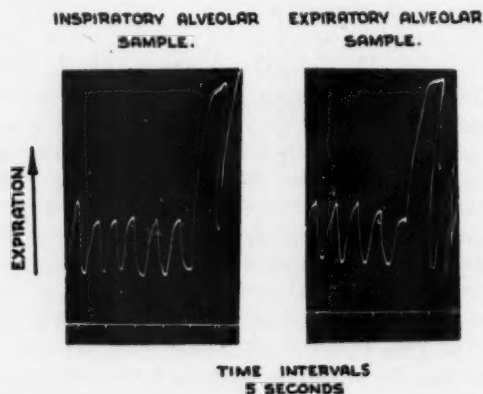 INSPIRATORY ALVEOLAR
SAMPLE.
EXPIRATORY ALVEOLAR
SAMPLE.
EXPIRATION
TIME INTERVALS
5 SECONDS